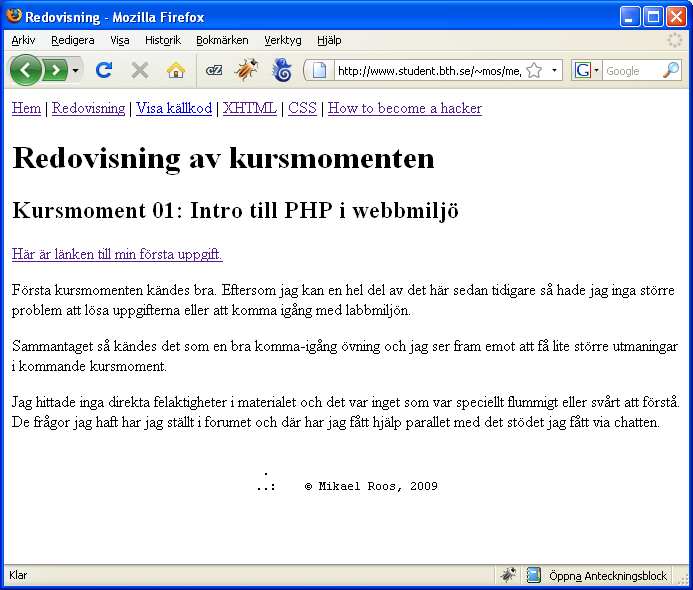 Redovisning - Mozilla Firefox
Arkiv Redigera Visa Historik Bokmärken Verktyg Hjälp
http://www.student.bth.se/~mos/me, Google
Hem | Redovisning | Visa källkod | XHTML | CSS | How to become a hacker
Redovisning av kursmomenten
Kursmoment 01: Intro till PHP i webbmiljö
Här är länken till min första uppgift.
Första kursmomenten kändes bra. Eftersom jag kan en hel del av det här sedan tidigare så hade jag inga större
problem att lösa uppgifterna eller att komma igång med labbmiljön.
Sammantaget så kändes det som en bra komma-igång övning och jag ser fram emot att få lite större utmaningar
i kommande kursmoment.
Jag hittade inga direkta felaktigheter i materialet och det var inget som var speciellt flummigt eller svårt att förstå.
De frågor jag haft har jag ställt i forumet och där har jag fått hjälp parallet med det stödet jag fått via chatten.
.
..: © Mikael Roos, 2009
Klar Öppna Anteckningsblock